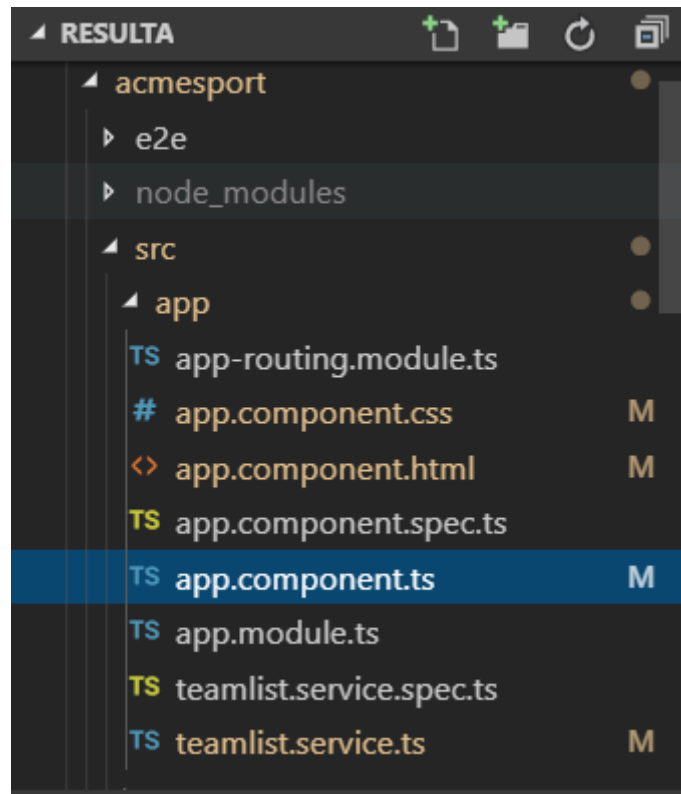 RESULTA
acmesport
e2e
node_modules
src
app
TS app-routing.module.ts
# app.component.css M
<> app.component.html M
TS app.component.spec.ts
TS app.component.ts M
TS app.module.ts
TS teamlist.service.spec.ts
TS teamlist.service.ts M